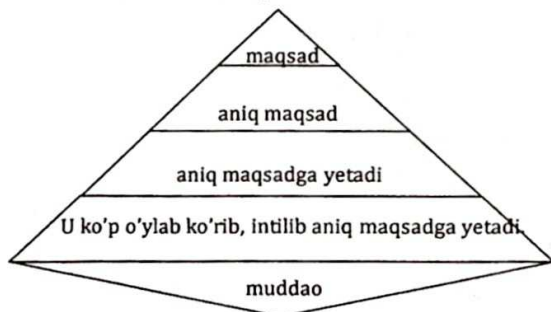 maqsad
aniq maqsad
aniq maqsadga yetadi
U ko'p o'ylab ko'rib, intilib aniq maqsadga yetadi.
muddao